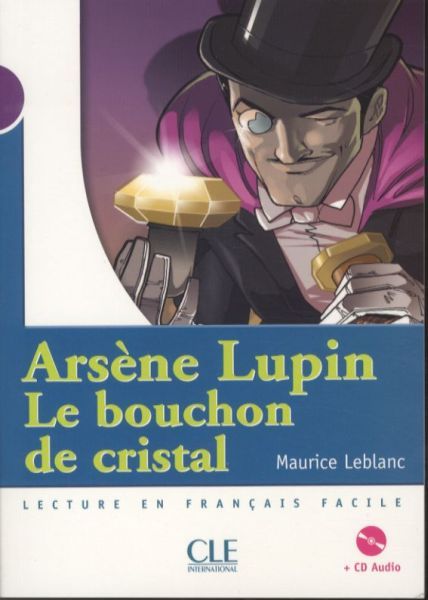 Arsène Lupin
Le bouchon
de cristal
Maurice Leblanc
LECTURE EN FRANÇAIS FACILE
CLE
INTERNATIONAL
+ CD Audio